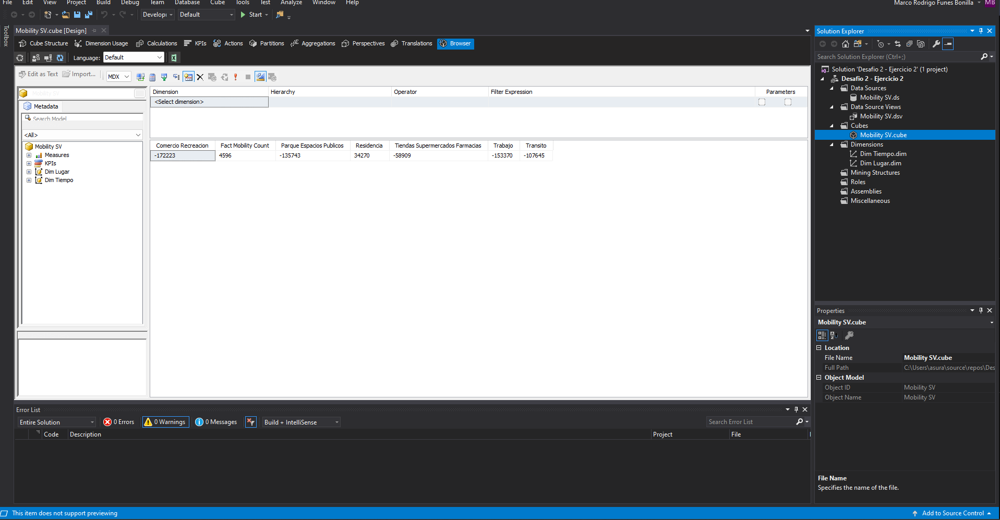 File Edit View Project Build Debug Team Database Cube Tools Test Analyze Window Help
Marco Rodrigo Funes Bonilla MB
Develop Default Start
Toolbox
Mobility SV.cube [Design]
Cube Structure Dimension Usage Calculations KPIs Actions Partitions Aggregations Perspectives Translations Browser
Language: Default
Edit as Text Import... MDX
Mobility SV
Metadata
Search Model
<All>
Mobility SV
Measures
KPIs
Dim Lugar
Dim Tiempo
Dimension Hierarchy Operator Filter Expression Parameters
<Select dimension>
Comercio Recreacion Fact Mobility Count Parque Espacios Publicos Residencia Tiendas Supermercados Farmacias Trabajo Transito
-172223 4596 -135743 34270 -58909 -153370 -107645
Error List
Entire Solution 0 Errors 0 Warnings 0 Messages Build + IntelliSense Search Error List
Code Description Project File
Solution Explorer
Search Solution Explorer (Ctrl+;)
Solution 'Desafio 2 - Ejercicio 2' (1 project)
Desafio 2 - Ejercicio 2
Data Sources
Mobility SV.ds
Data Source Views
Mobility SV.dsv
Cubes
Mobility SV.cube
Dimensions
Dim Tiempo.dim
Dim Lugar.dim
Mining Structures
Roles
Assemblies
Miscellaneous
Properties
Mobility SV.cube
Location
File Name Mobility SV.cube
Full Path C:\Users\asura\source\repos\Des
Object Model
Object ID Mobility SV
Object Name Mobility SV
File Name
Specifies the name of the file.
This item does not support previewing
Add to Source Control